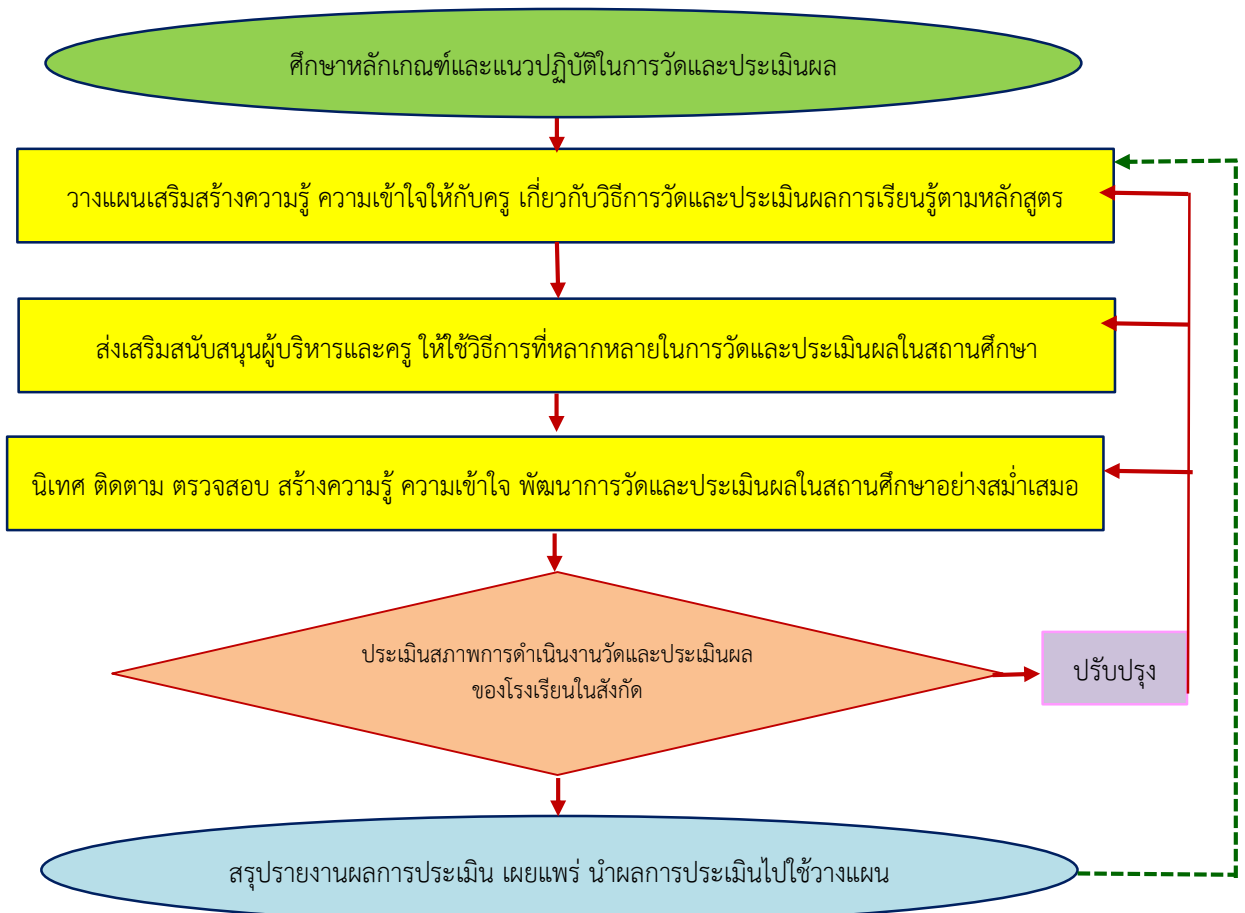 ศึกษาหลักเกณฑ์และแนวปฏิบัติในการวัดและประเมินผล
วางแผนเสริมสร้างความรู้ ความเข้าใจให้กับครู เกี่ยวกับวิธีการวัดและประเมินผลการเรียนรู้ตามหลักสูตร
ส่งเสริมสนับสนุนผู้บริหารและครู ให้ใช้วิธีการที่หลากหลายในการวัดและประเมินผลในสถานศึกษา
นิเทศ ติดตาม ตรวจสอบ สร้างความรู้ ความเข้าใจ พัฒนาการวัดและประเมินผลในสถานศึกษาอย่างสม่ำเสมอ
ประเมินสภาพการดำเนินงานวัดและประเมินผล
ของโรงเรียนในสังกัด
ปรับปรุง
สรุปรายงานผลการประเมิน เผยแพร่ นำผลการประเมินไปใช้วางแผน